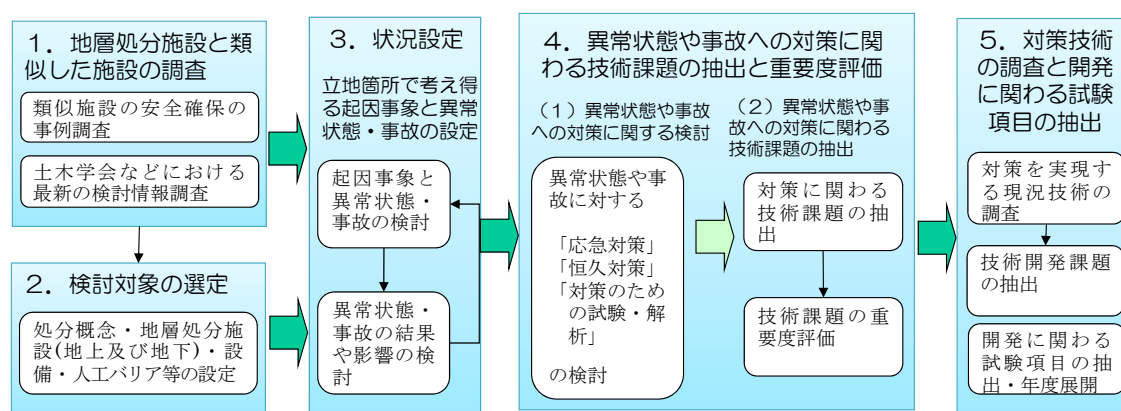 1．地層処分施設と類
似した施設の調査
類似施設の安全確保の
事例調査
土木学会などにおける
最新の検討情報調査
2．検討対象の選定
処分概念・地層処分施
設(地上及び地下)・設
備・人工バリア等の設定
3．状況設定
立地箇所で考え得
る起因事象と異常
状態・事故の設定
起因事象と
異常状態・
事故の検討
異常状態・
事故の結果
や影響の検
討
4．異常状態や事故への対策に関
わる技術課題の抽出と重要度評価
（1）異常状態や事故
への対策に関する検討
異常状態や事
故に対する
「応急対策」
「恒久対策」
「対策のため
の試験・解
析」
の検討
（2）異常状態や事
故への対策に関わる
技術課題の抽出
対策に関わる
技術課題の抽
出
技術課題の重
要度評価
5．対策技術
の調査と開発
に関わる試験
項目の抽出
対策を実現す
る現況技術の
調査
技術開発課題
の抽出
開発に関わる
試験項目の抽
出・年度展開